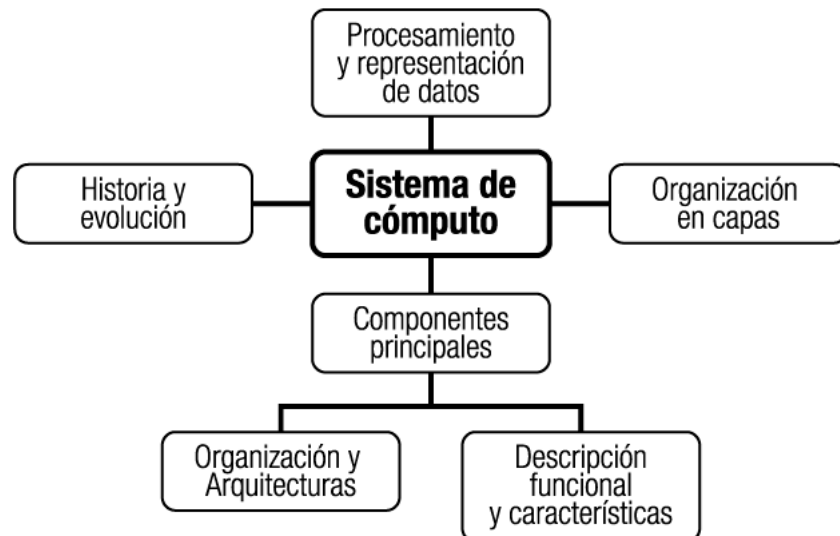 Procesamiento
y representación
de datos
Historia y
evolución
Sistema de
cómputo
Organización
en capas
Componentes
principales
Organización y
Arquitecturas
Descripción
funcional
y características